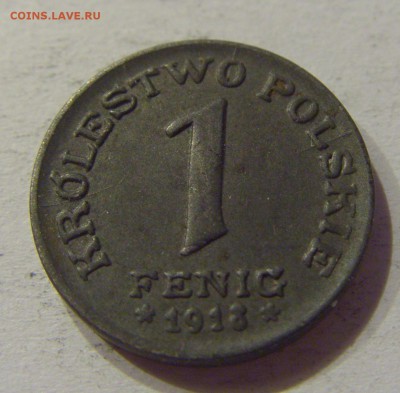 COINS.LAVE.RU
KRÓLESTWO POLSKIE
1
FENIG
* 1918 *